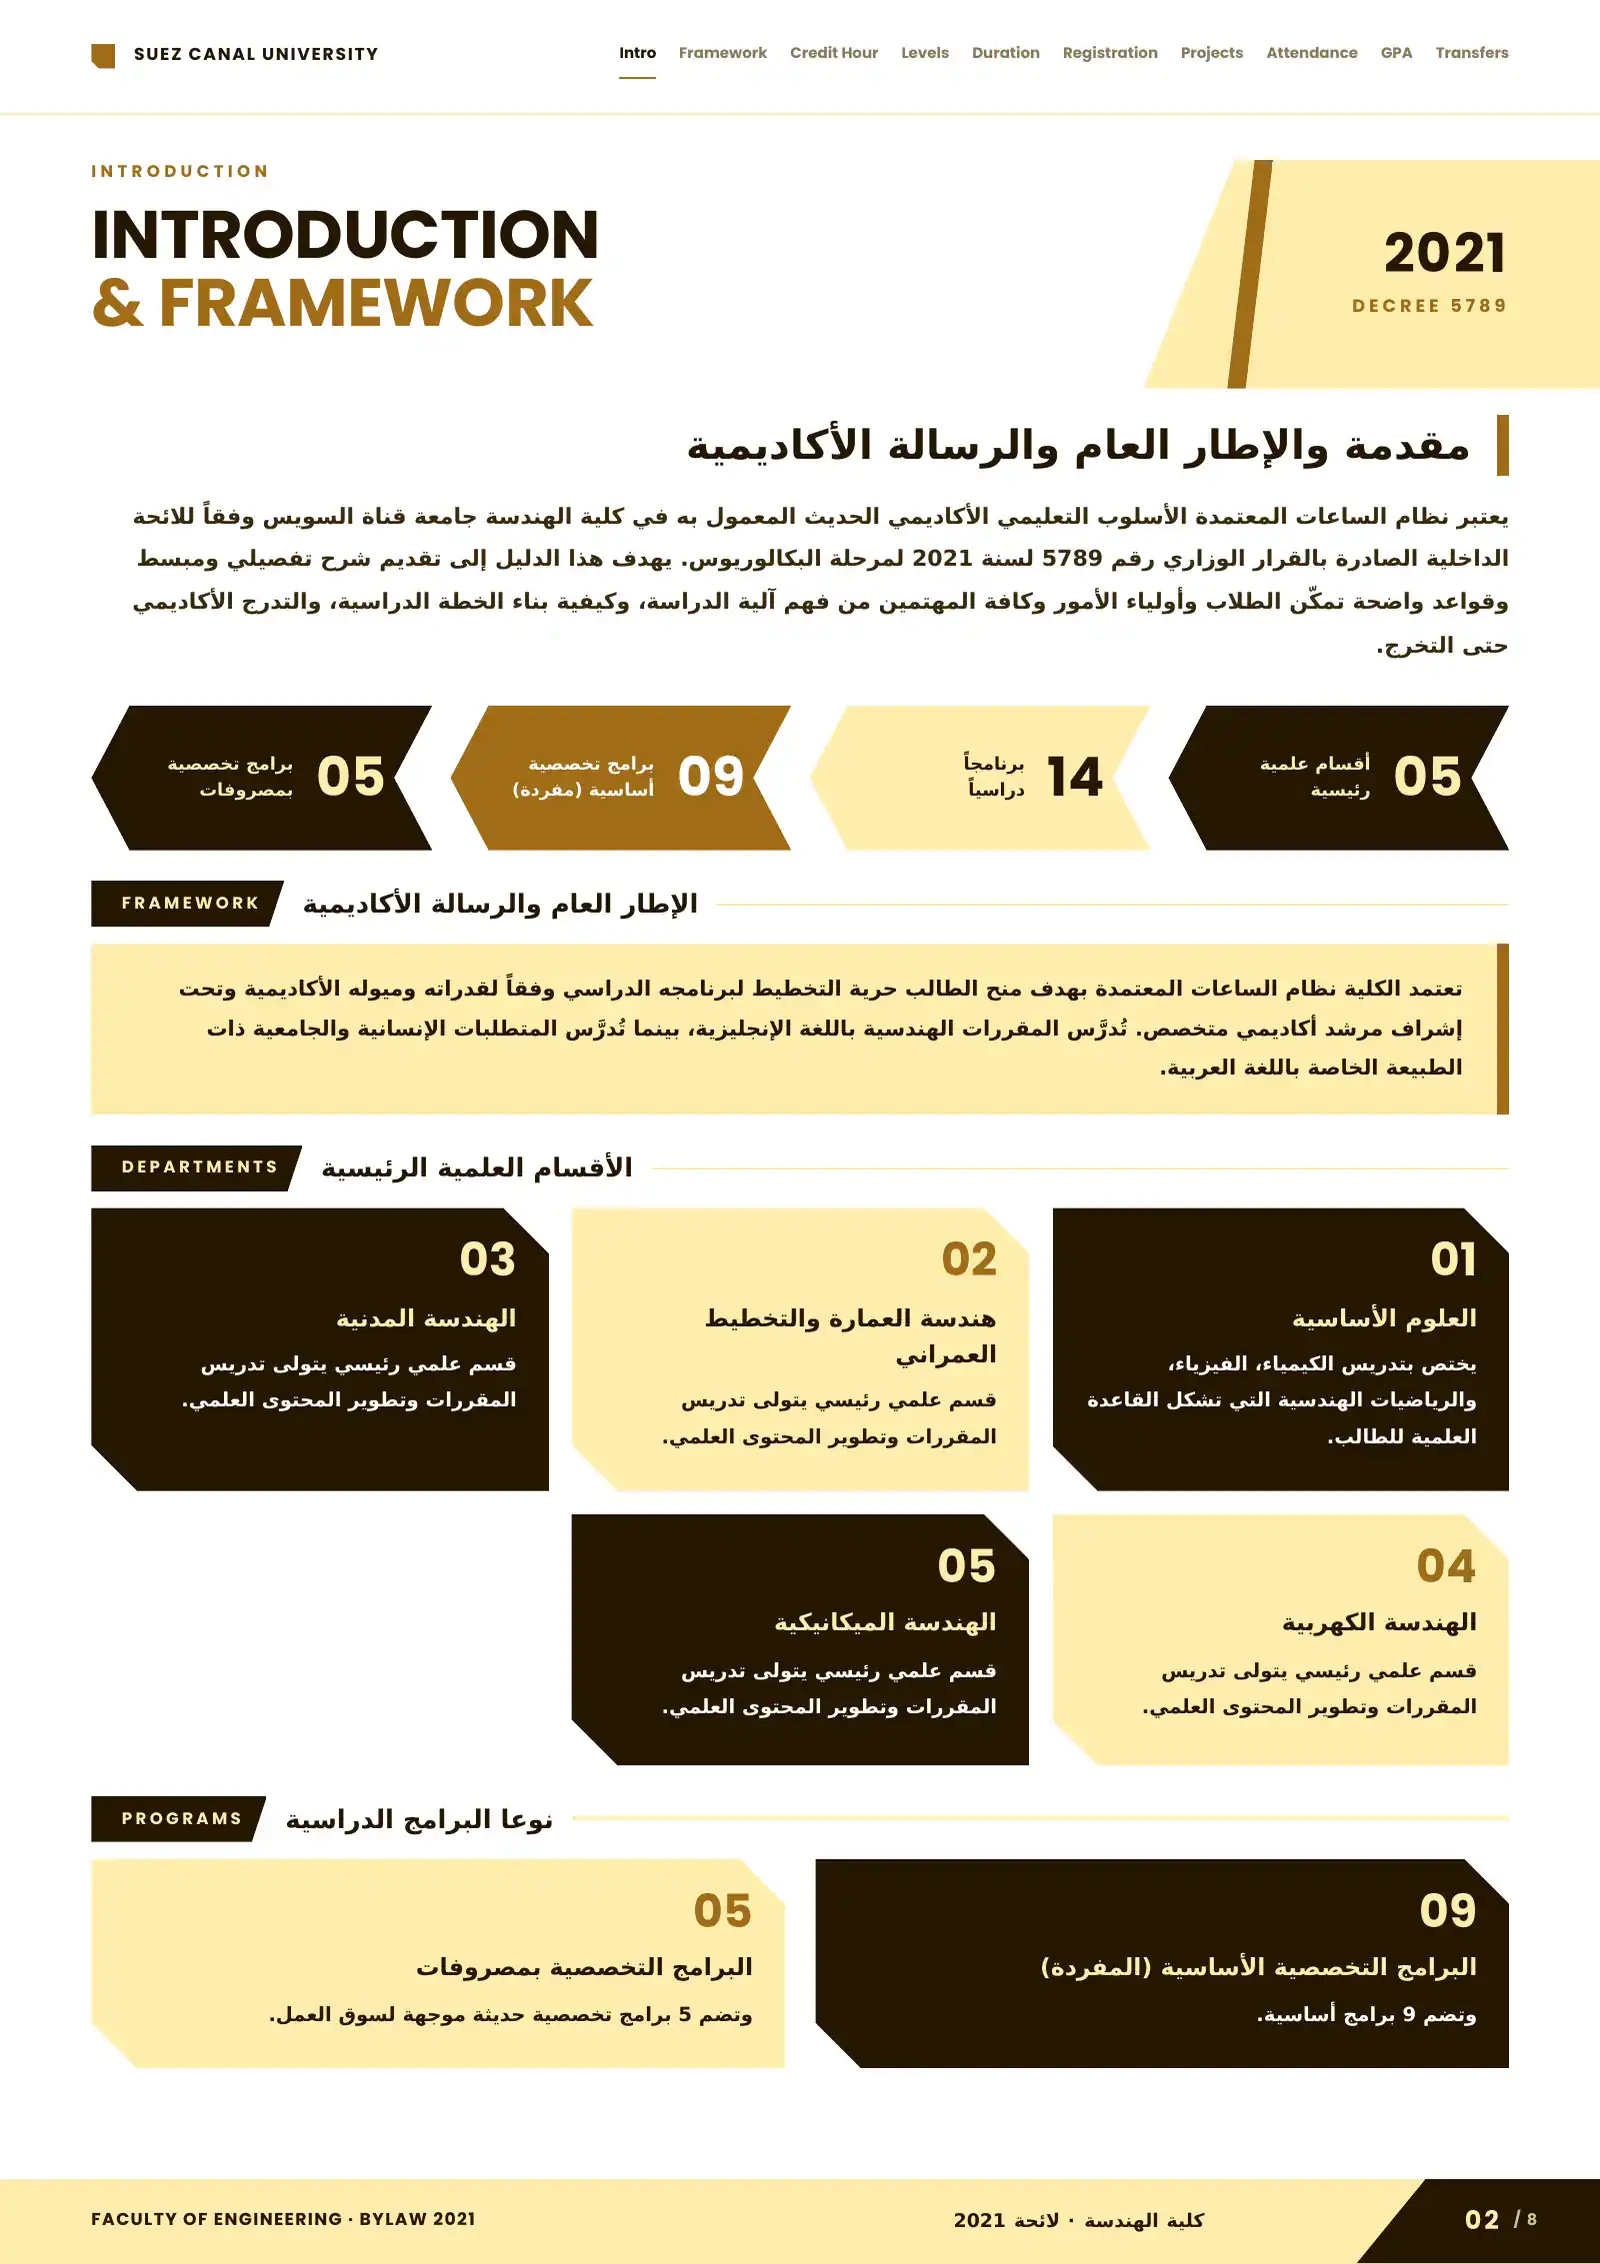 SUEZ CANAL UNIVERSITY
Intro Framework Credit Hour Levels Duration Registration Projects Attendance GPA Transfers
INTRODUCTION
INTRODUCTION
& FRAMEWORK
2021
DECREE 5789
مقدمة والإطار العام والرسالة الأكاديمية
يعتبر نظام الساعات المعتمدة الأسلوب التعليمي الأكاديمي الحديث المعمول به في كلية الهندسة جامعة قناة السويس وفقاً للائحة
الداخلية الصادرة بالقرار الوزاري رقم 5789 لسنة 2021 لمرحلة البكالوريوس. يهدف هذا الدليل إلى تقديم شرح تفصيلي ومبسط
وقواعد واضحة تمكّن الطلاب وأولياء الأمور وكافة المهتمين من فهم آلية الدراسة، وكيفية بناء الخطة الدراسية، والتدرج الأكاديمي
حتى التخرج.
05
أقسام علمية
رئيسية
14
برنامجاً
دراسياً
09
برامج تخصصية
أساسية (مفردة)
05
برامج تخصصية
بمصروفات
FRAMEWORK
الإطار العام والرسالة الأكاديمية
تعتمد الكلية نظام الساعات المعتمدة بهدف منح الطالب حرية التخطيط لبرنامجه الدراسي وفقاً لقدراته وميوله الأكاديمية وتحت
إشراف مرشد أكاديمي متخصص. تُدرَّس المقررات الهندسية باللغة الإنجليزية، بينما تُدرَّس المتطلبات الإنسانية والجامعية ذات
الطبيعة الخاصة باللغة العربية.
DEPARTMENTS
الأقسام العلمية الرئيسية
01
العلوم الأساسية
يختص بتدريس الكيمياء، الفيزياء،
والرياضيات الهندسية التي تشكل القاعدة
العلمية للطالب.
02
هندسة العمارة والتخطيط
العمراني
قسم علمي رئيسي يتولى تدريس
المقررات وتطوير المحتوى العلمي.
03
الهندسة المدنية
قسم علمي رئيسي يتولى تدريس
المقررات وتطوير المحتوى العلمي.
04
الهندسة الكهربية
قسم علمي رئيسي يتولى تدريس
المقررات وتطوير المحتوى العلمي.
05
الهندسة الميكانيكية
قسم علمي رئيسي يتولى تدريس
المقررات وتطوير المحتوى العلمي.
PROGRAMS
نوعا البرامج الدراسية
09
البرامج التخصصية الأساسية (المفردة)
وتضم 9 برامج أساسية.
05
البرامج التخصصية بمصروفات
وتضم 5 برامج تخصصية حديثة موجهة لسوق العمل.
FACULTY OF ENGINEERING · BYLAW 2021
كلية الهندسة · لائحة 2021
02 / 8